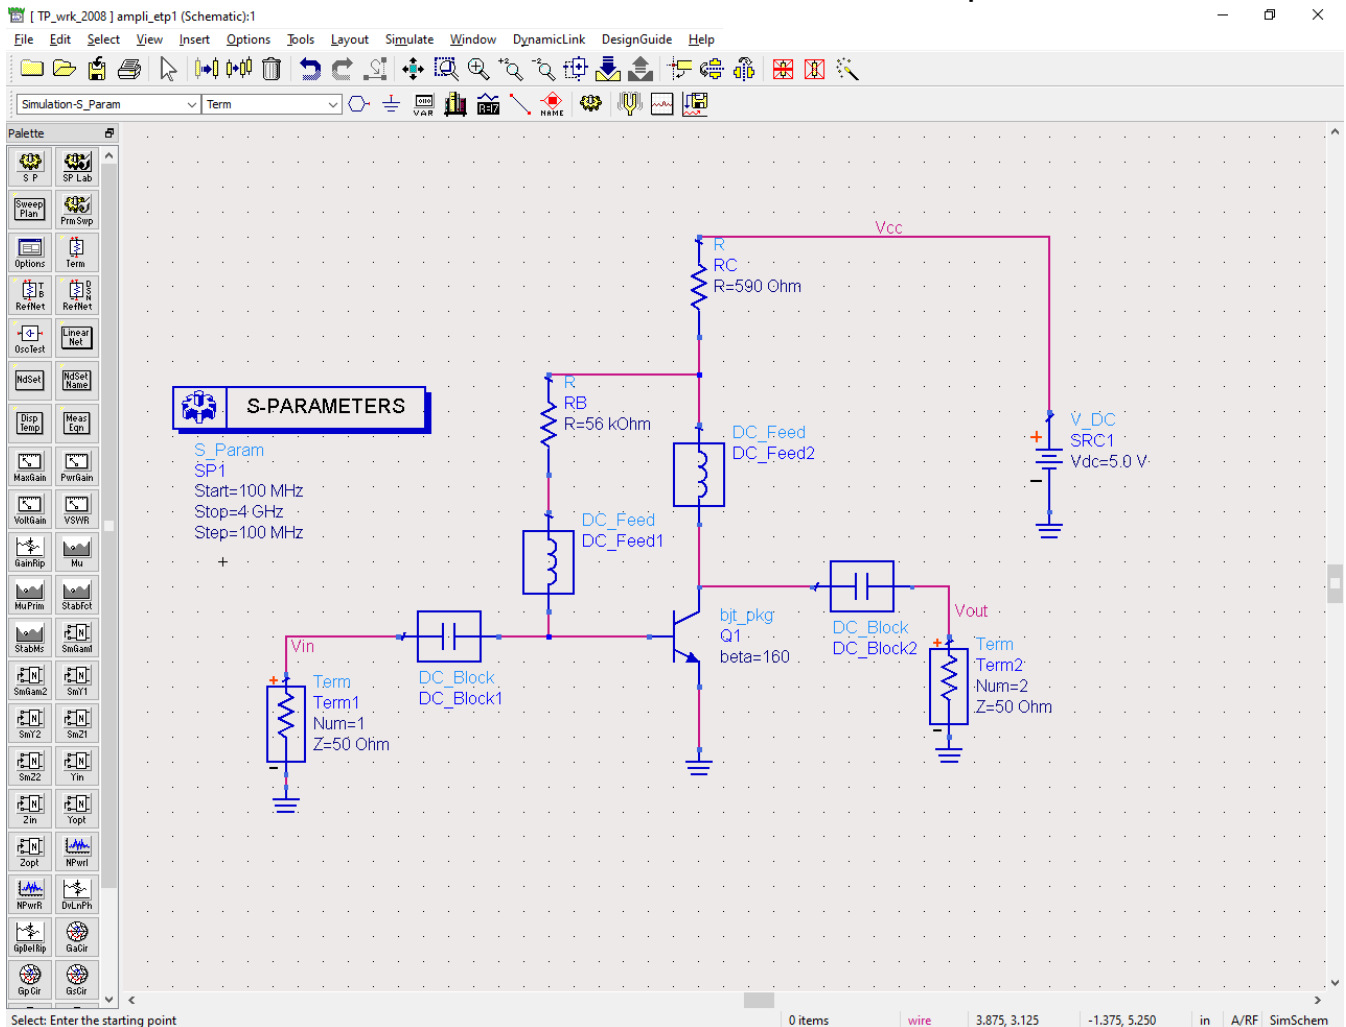 [ TP_wrk_2008 ] ampli_etp1 (Schematic):1
File Edit Select View Insert Options Tools Layout Simulate Window DynamicLink DesignGuide Help
Simulation-S_Param Term VAR NAME
Palette
S P SP Lab
Sweep Plan Prm Swp
Options Term
RefNet RefNet
OscTest Linear Net
NdSet NdSet Name
Disp Temp Meas Eqn
MaxGain PwrGain
VoltGain VSWR
GainRip Mu
MuPrim StabFct
StabMs SmGam1
SmGam2 SmY1
SmY2 SmZ1
SmZ2 Yin
Zin Yopt
Zopt NPwrI
NPwrR DvLnPh
GpDelRip GaCir
GpCir GsCir
Vcc
R
RC
R=590 Ohm
R
RB
R=56 kOhm
S-PARAMETERS
S_Param
SP1
Start=100 MHz
Stop=4 GHz
Step=100 MHz
DC_Feed
DC_Feed2
V_DC
SRC1
Vdc=5.0 V
DC_Feed
DC_Feed1
bjt_pkg
Q1
beta=160
DC_Block
DC_Block2
Vout
Term
Term2
Num=2
Z=50 Ohm
Vin
DC_Block
DC_Block1
Term
Term1
Num=1
Z=50 Ohm
Select: Enter the starting point 0 items wire 3.875, 3.125 -1.375, 5.250 in A/RF SimSchem